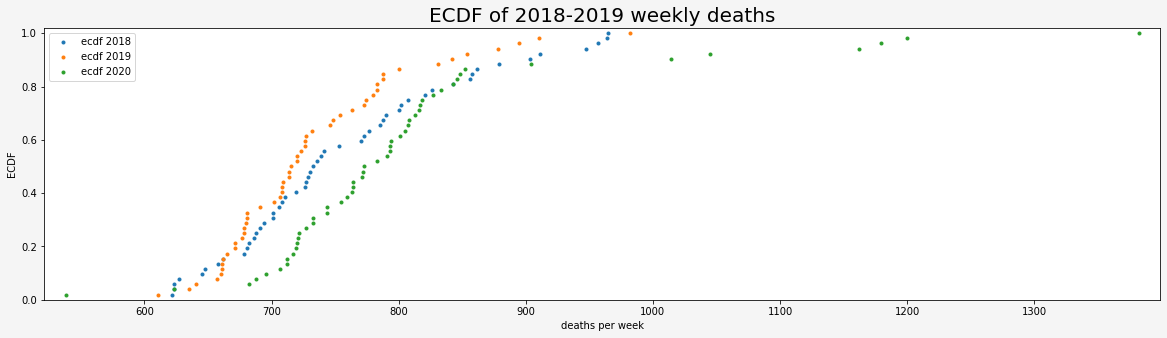 ECDF of 2018-2019 weekly deaths
ecdf 2018
ecdf 2019
ecdf 2020
1.0
0.8
0.6
0.4
0.2
0.0
ECDF
600 700 800 900 1000 1100 1200 1300
deaths per week